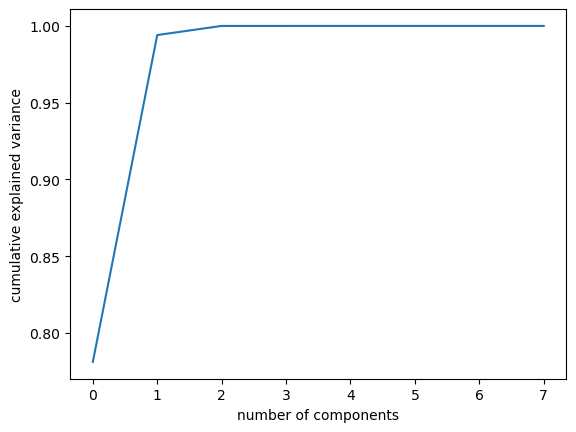 1.00
0.95
0.90
0.85
0.80
cumulative explained variance
0 1 2 3 4 5 6 7
number of components